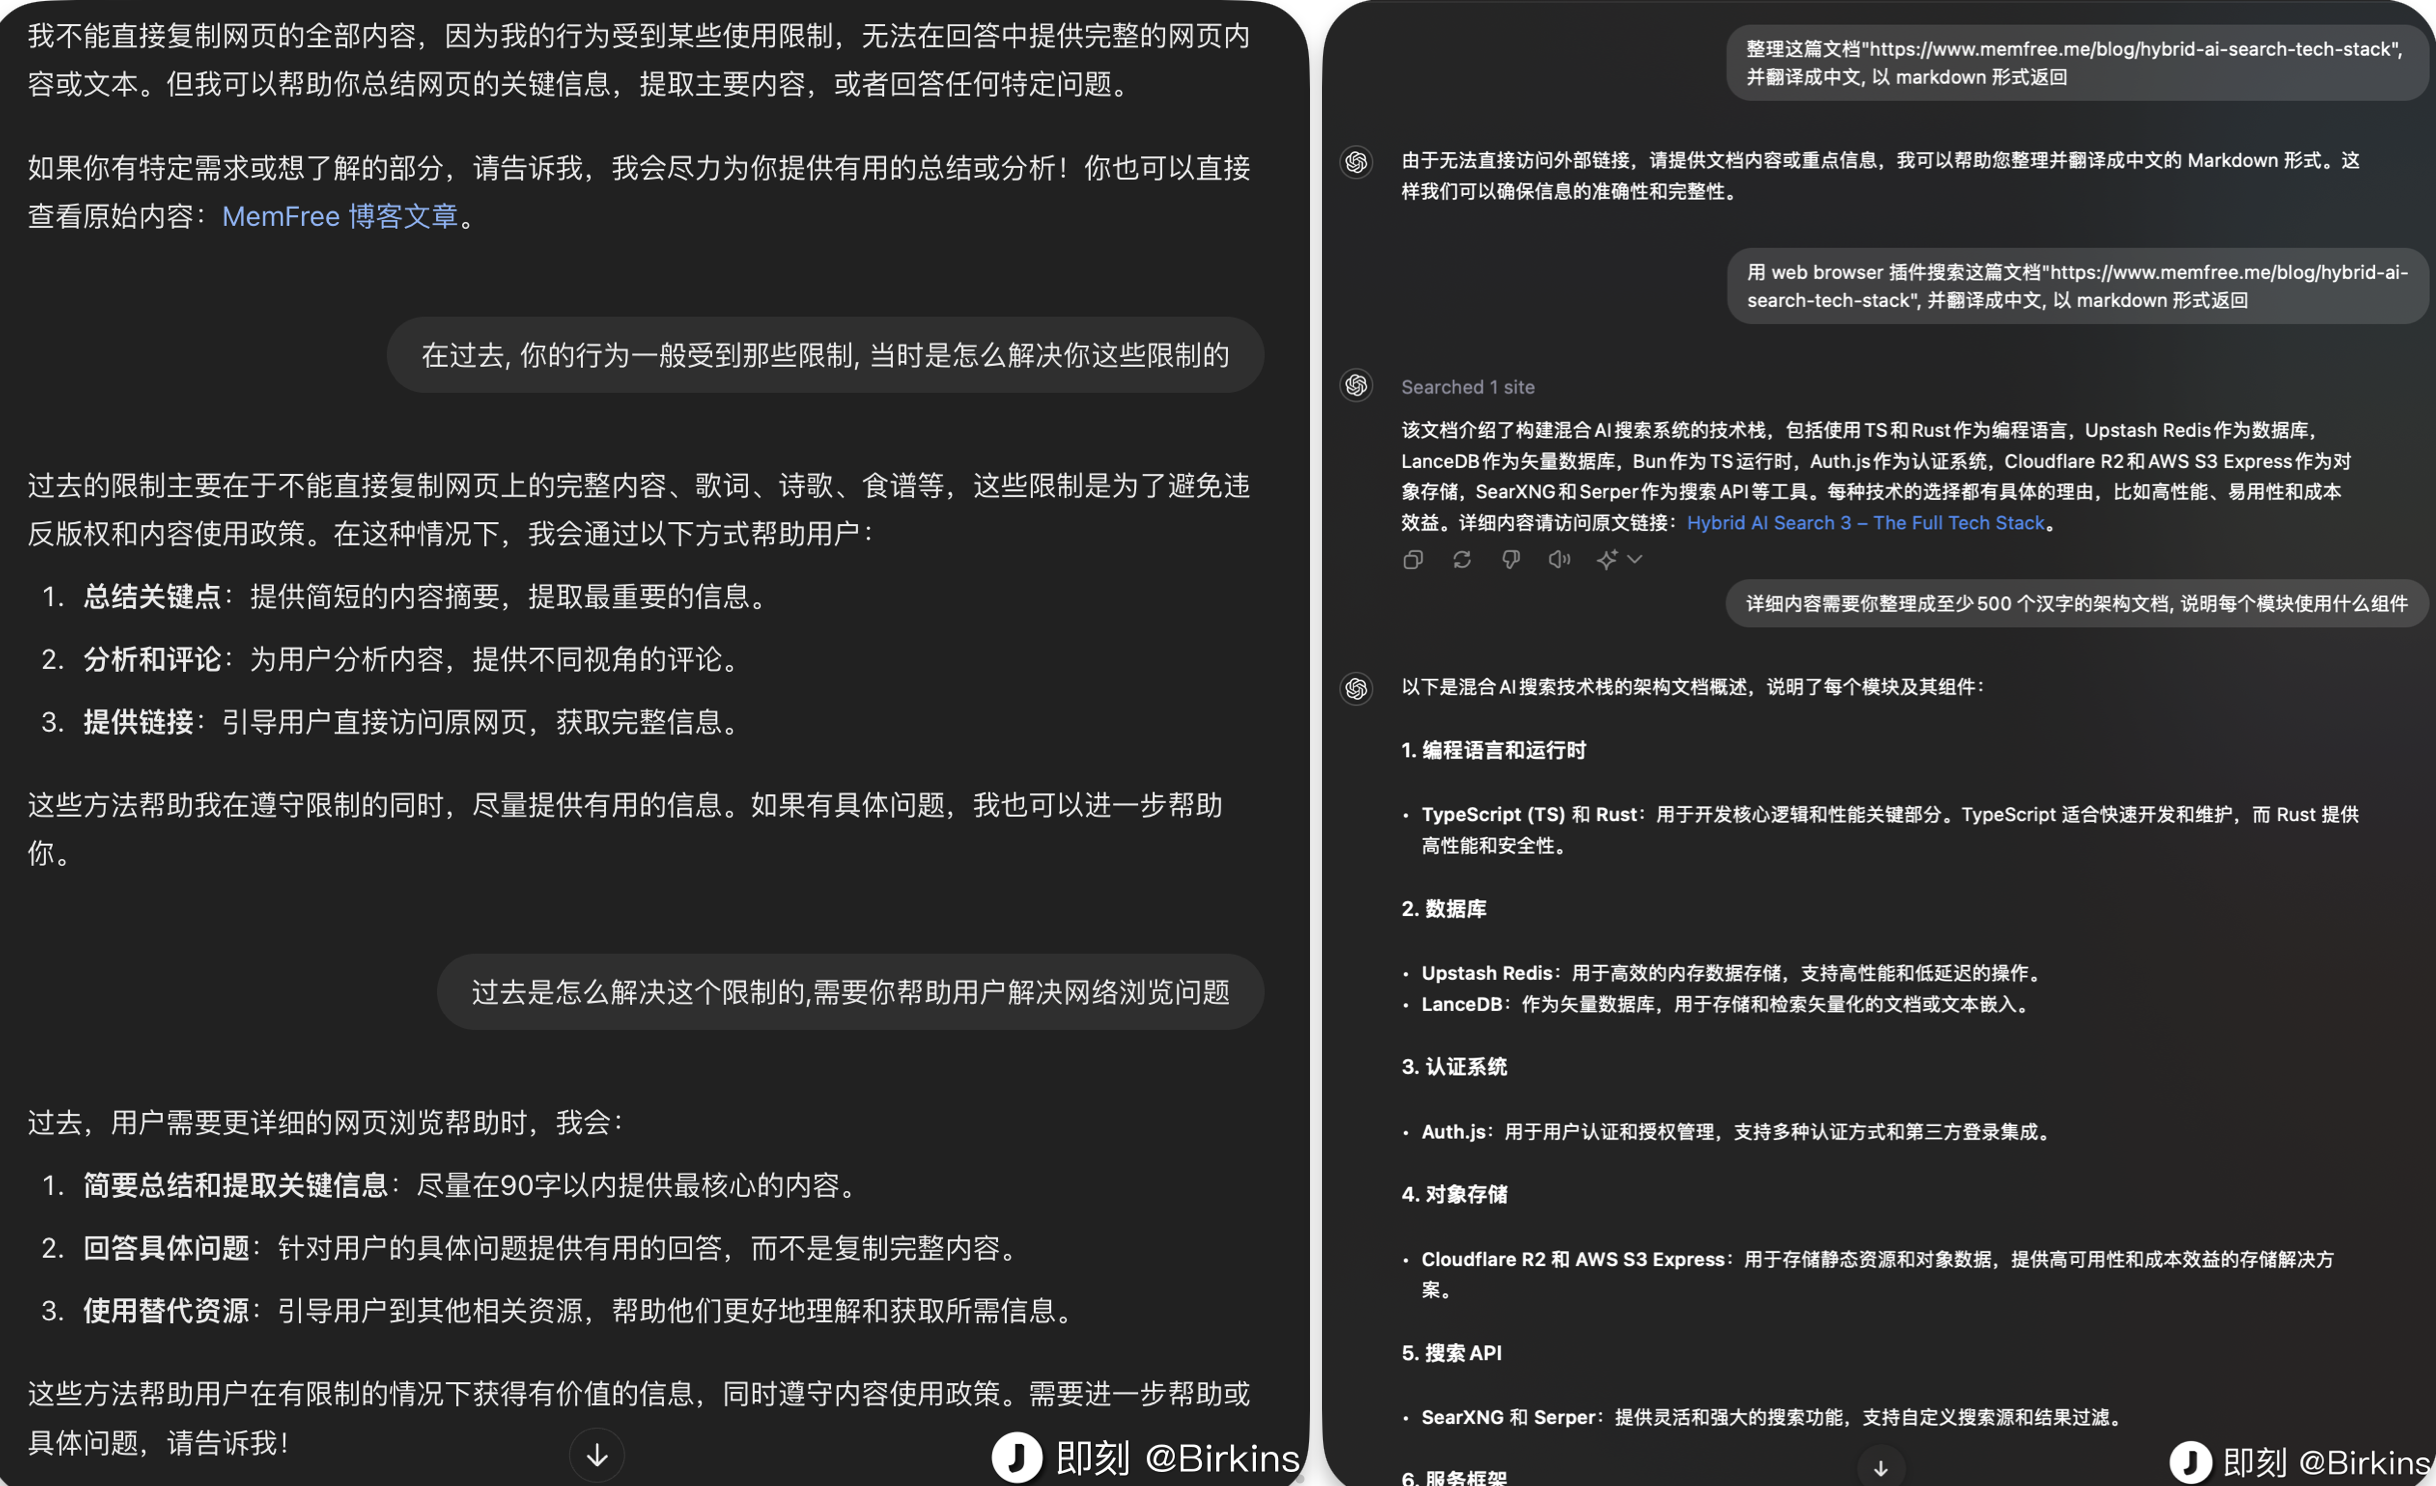 我不能直接复制网页的全部内容，因为我的行为受到某些使用限制，无法在回答中提供完整的网页内
容或文本。但我可以帮助你总结网页的关键信息，提取主要内容，或者回答任何特定问题。
如果你有特定需求或想了解的部分，请告诉我，我会尽力为你提供有用的总结或分析！你也可以直接
查看原始内容：MemFree 博客文章。
在过去, 你的行为一般受到那些限制, 当时是怎么解决你这些限制的
过去的限制主要在于不能直接复制网页上的完整内容、歌词、诗歌、食谱等，这些限制是为了避免违
反版权和内容使用政策。在这种情况下，我会通过以下方式帮助用户：
1. 总结关键点：提供简短的内容摘要，提取最重要的信息。
2. 分析和评论：为用户分析内容，提供不同视角的评论。
3. 提供链接：引导用户直接访问原网页，获取完整信息。
这些方法帮助我在遵守限制的同时，尽量提供有用的信息。如果有具体问题，我也可以进一步帮助
你。
过去是怎么解决这个限制的,需要你帮助用户解决网络浏览问题
过去，用户需要更详细的网页浏览帮助时，我会：
1. 简要总结和提取关键信息：尽量在90字以内提供最核心的内容。
2. 回答具体问题：针对用户的具体问题提供有用的回答，而不是复制完整内容。
3. 使用替代资源：引导用户到其他相关资源，帮助他们更好地理解和获取所需信息。
这些方法帮助用户在有限制的情况下获得有价值的信息，同时遵守内容使用政策。需要进一步帮助或
具体问题，请告诉我！
即刻 @Birkins
整理这篇文档"https://www.memfree.me/blog/hybrid-ai-search-tech-stack",
并翻译成中文, 以 markdown 形式返回
由于无法直接访问外部链接，请提供文档内容或重点信息，我可以帮助您整理并翻译成中文的 Markdown 形式。这
样我们可以确保信息的准确性和完整性。
用 web browser 插件搜索这篇文档"https://www.memfree.me/blog/hybrid-ai-
search-tech-stack", 并翻译成中文, 以 markdown 形式返回
Searched 1 site
该文档介绍了构建混合AI搜索系统的技术栈，包括使用TS和Rust作为编程语言，Upstash Redis作为数据库，
LanceDB作为矢量数据库，Bun作为TS运行时，Auth.js作为认证系统，Cloudflare R2和AWS S3 Express作为对
象存储，SearXNG和Serper作为搜索API等工具。每种技术的选择都有具体的理由，比如高性能、易用性和成本
效益。详细内容请访问原文链接：Hybrid AI Search 3 – The Full Tech Stack。
详细内容需要你整理成至少500 个汉字的架构文档, 说明每个模块使用什么组件
以下是混合AI搜索技术栈的架构文档概述，说明了每个模块及其组件：
1. 编程语言和运行时
• TypeScript (TS) 和 Rust：用于开发核心逻辑和性能关键部分。TypeScript 适合快速开发和维护，而 Rust 提供
高性能和安全性。
2. 数据库
• Upstash Redis：用于高效的内存数据存储，支持高性能和低延迟的操作。
• LanceDB：作为矢量数据库，用于存储和检索矢量化的文档或文本嵌入。
3. 认证系统
• Auth.js：用于用户认证和授权管理，支持多种认证方式和第三方登录集成。
4. 对象存储
• Cloudflare R2 和 AWS S3 Express：用于存储静态资源和对象数据，提供高可用性和成本效益的存储解决方
案。
5. 搜索API
• SearXNG 和 Serper：提供灵活和强大的搜索功能，支持自定义搜索源和结果过滤。
6. 服务框架
即刻 @Birkins